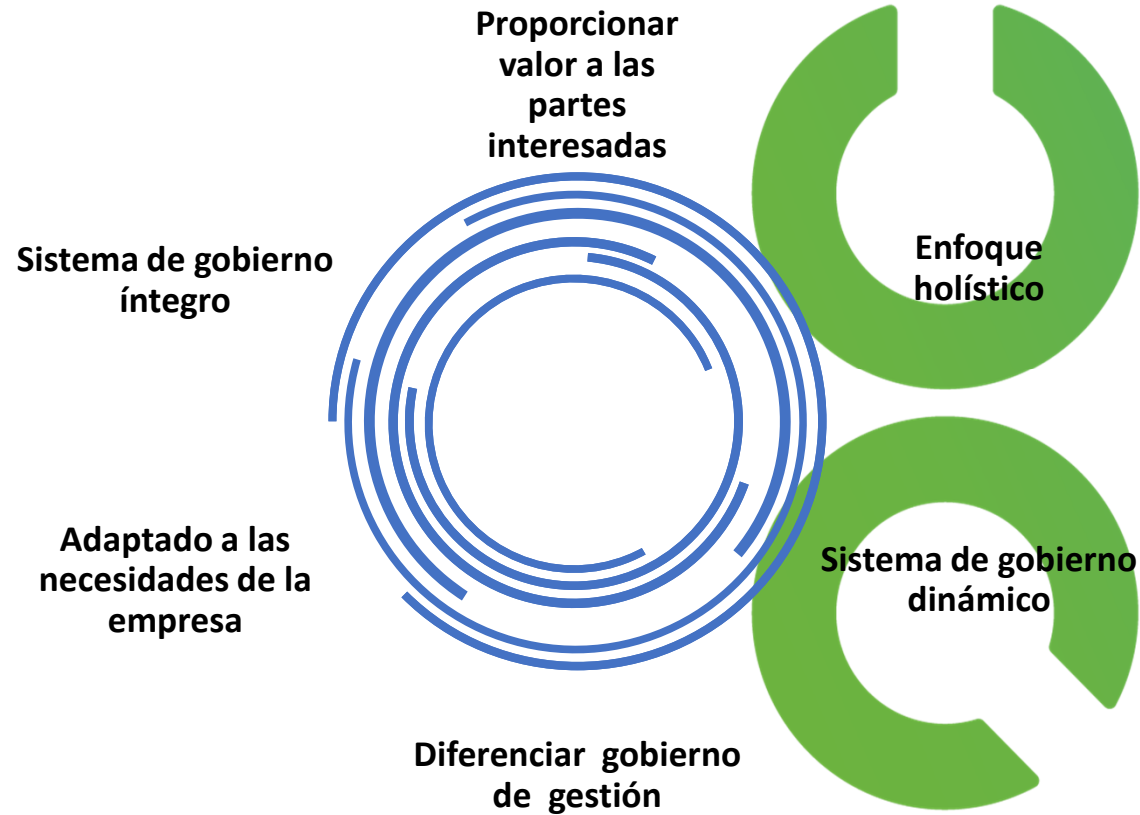 Proporcionar
valor a las
partes
interesadas
Enfoque
holístico
Sistema de gobierno
dinámico
Diferenciar gobierno
de gestión
Adaptado a las
necesidades de la
empresa
Sistema de gobierno
íntegro